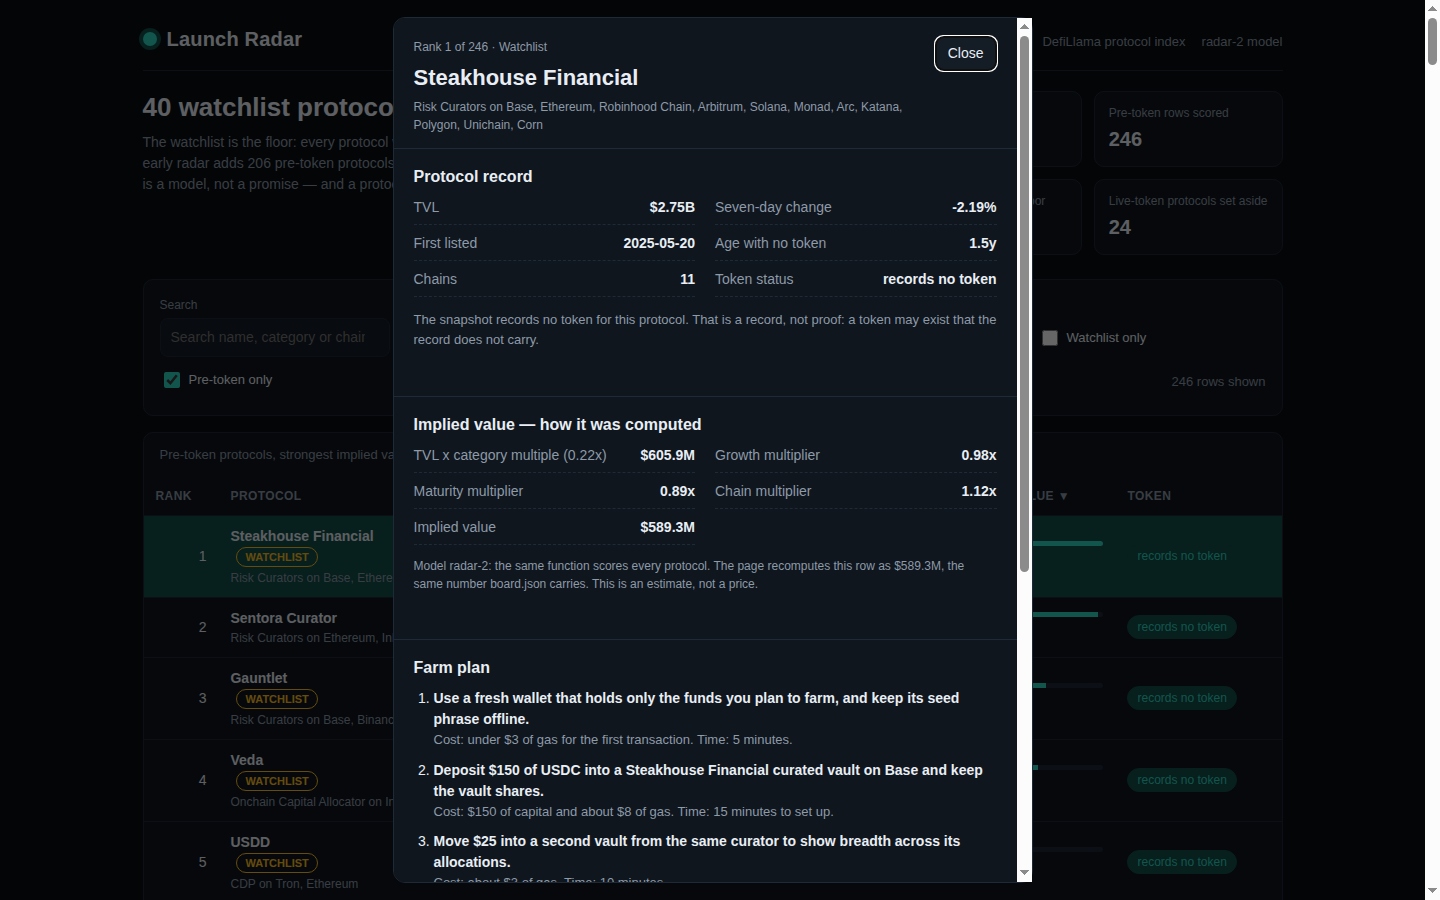 Launch Radar
DefiLlama protocol index radar-2 model
40 watchlist protoco
The watchlist is the floor: every protocol
early radar adds 206 pre-token protocols
is a model, not a promise — and a proto
Pre-token rows scored
246
Live-token protocols set aside
24
Search
Search name, category or chain
Pre-token only
Watchlist only
246 rows shown
Pre-token protocols, strongest implied va
RANK PROTOCOL LUE ▼ TOKEN
1
Steakhouse Financial
WATCHLIST
Risk Curators on Base, Ethere
records no token
2
Sentora Curator
Risk Curators on Ethereum, In
records no token
3
Gauntlet
WATCHLIST
Risk Curators on Base, Binanc
records no token
4
Veda
WATCHLIST
Onchain Capital Allocator on In
records no token
5
USDD
WATCHLIST
CDP on Tron, Ethereum
records no token
Rank 1 of 246 · Watchlist
Close
Steakhouse Financial
Risk Curators on Base, Ethereum, Robinhood Chain, Arbitrum, Solana, Monad, Arc, Katana,
Polygon, Unichain, Corn
Protocol record
TVL $2.75B Seven-day change -2.19%
First listed 2025-05-20 Age with no token 1.5y
Chains 11 Token status records no token
The snapshot records no token for this protocol. That is a record, not proof: a token may exist that the
record does not carry.
Implied value — how it was computed
TVL x category multiple (0.22x) $605.9M Growth multiplier 0.98x
Maturity multiplier 0.89x Chain multiplier 1.12x
Implied value $589.3M
Model radar-2: the same function scores every protocol. The page recomputes this row as $589.3M, the
same number board.json carries. This is an estimate, not a price.
Farm plan
1. Use a fresh wallet that holds only the funds you plan to farm, and keep its seed
phrase offline.
Cost: under $3 of gas for the first transaction. Time: 5 minutes.
2. Deposit $150 of USDC into a Steakhouse Financial curated vault on Base and keep
the vault shares.
Cost: $150 of capital and about $8 of gas. Time: 15 minutes to set up.
3. Move $25 into a second vault from the same curator to show breadth across its
allocations.
Cost: about $3 of gas. Time: 10 minutes.